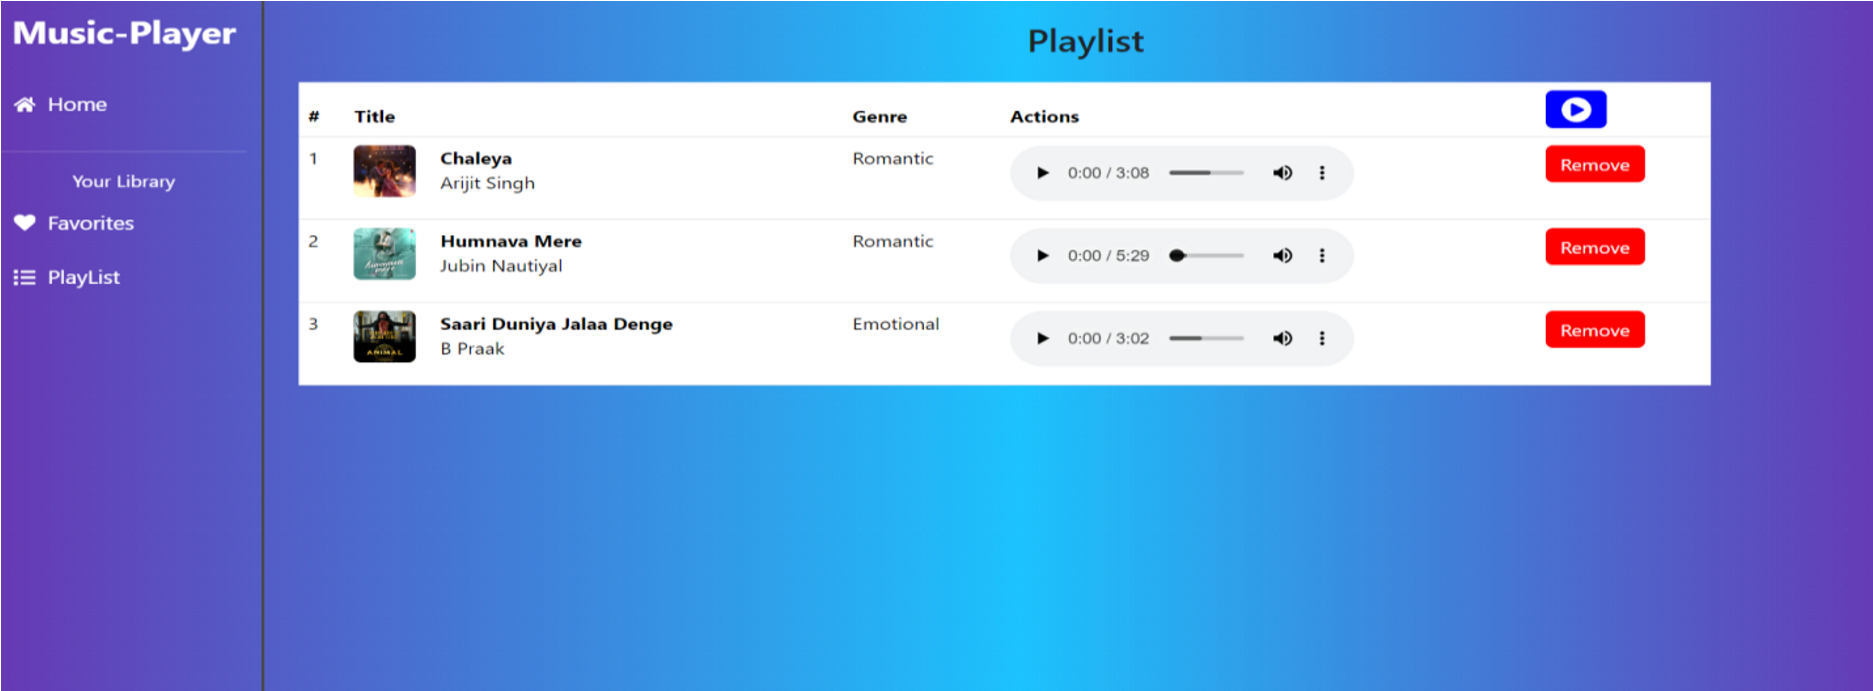 Music-Player
Home
Your Library
Favorites
PlayList
Playlist
# Title Genre Actions
1 Chaleya Romantic 0:00 / 3:08 Remove
Arijit Singh
2 Humnava Mere Romantic 0:00 / 5:29 Remove
Jubin Nautiyal
3 Saari Duniya Jalaa Denge Emotional 0:00 / 3:02 Remove
B Praak
ANIMAL